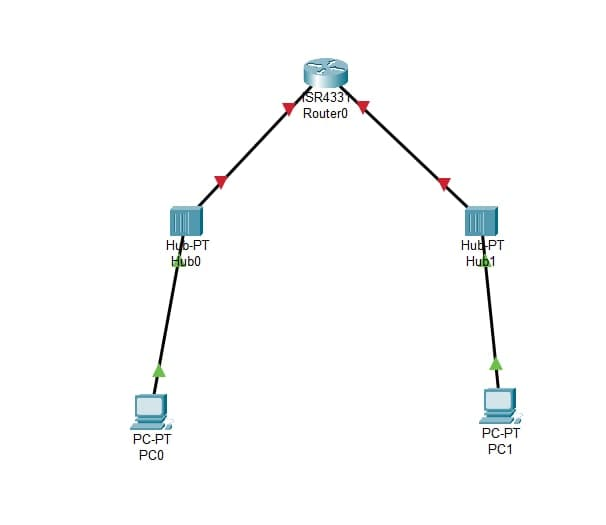 ISR4331
Router0
Hub-PT
Hub0
Hub-PT
Hub1
PC-PT
PC0
PC-PT
PC1